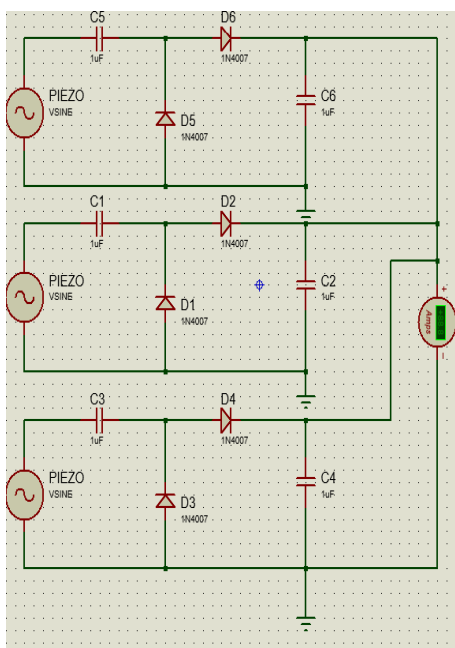 C5
1uF
D6
1N4007
PIEZO
VSINE
D5
1N4007
C6
1uF
C1
1uF
D2
1N4007
PIEZO
VSINE
D1
1N4007
C2
1uF
+
Amps
C3
1uF
D4
1N4007
PIEZO
VSINE
D3
1N4007
C4
1uF